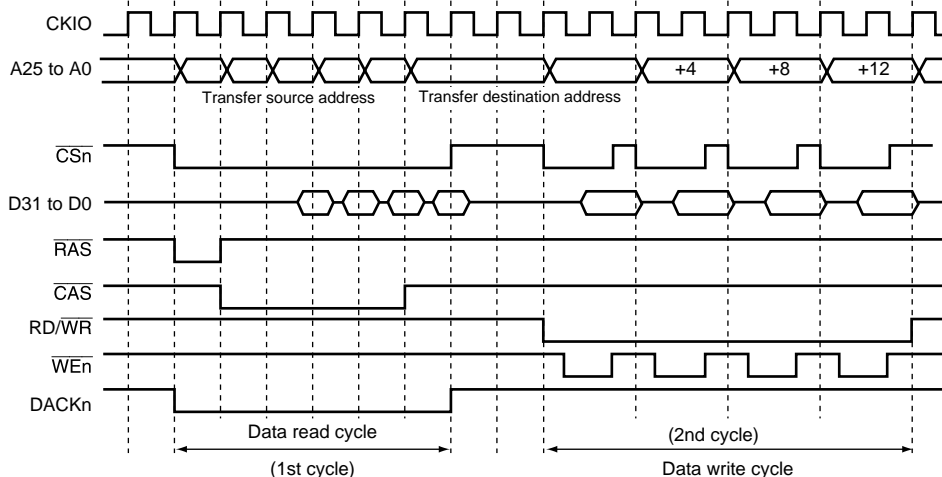 CKIO
A25 to A0
+4
+8
+12
Transfer source address
Transfer destination address
CSn
D31 to D0
RAS
CAS
RD/WR
WEn
DACKn
Data read cycle
(2nd cycle)
(1st cycle)
Data write cycle